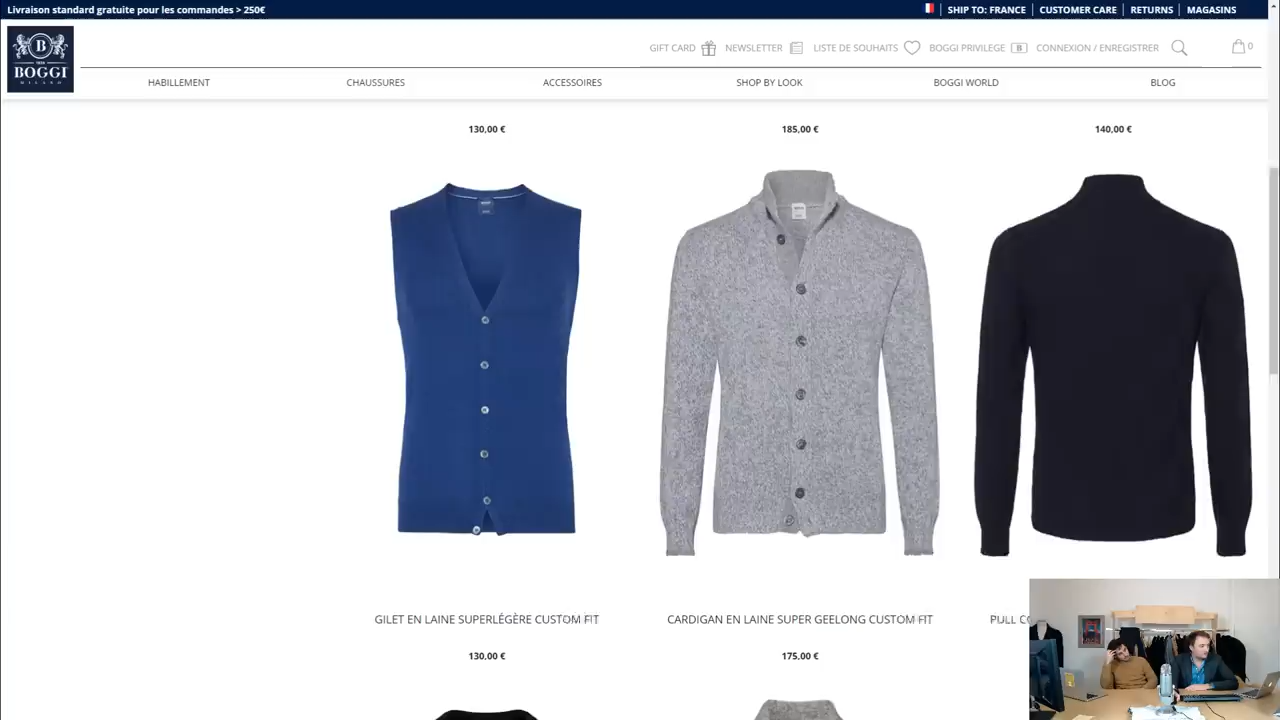 Livraison standard gratuite pour les commandes > 250€
SHIP TO: FRANCE | CUSTOMER CARE | RETURNS | MAGASINS
GIFT CARD NEWSLETTER LISTE DE SOUHAITS BOGGI PRIVILEGE B CONNEXION / ENREGISTRER 0
B
BOGGI
MILANO
HABILLEMENT CHAUSSURES ACCESSOIRES SHOP BY LOOK BOGGI WORLD BLOG
130,00 € 185,00 € 140,00 €
GILET EN LAINE SUPERLÉGÈRE CUSTOM FIT CARDIGAN EN LAINE SUPER GEELONG CUSTOM FIT PULL
130,00 € 175,00 €